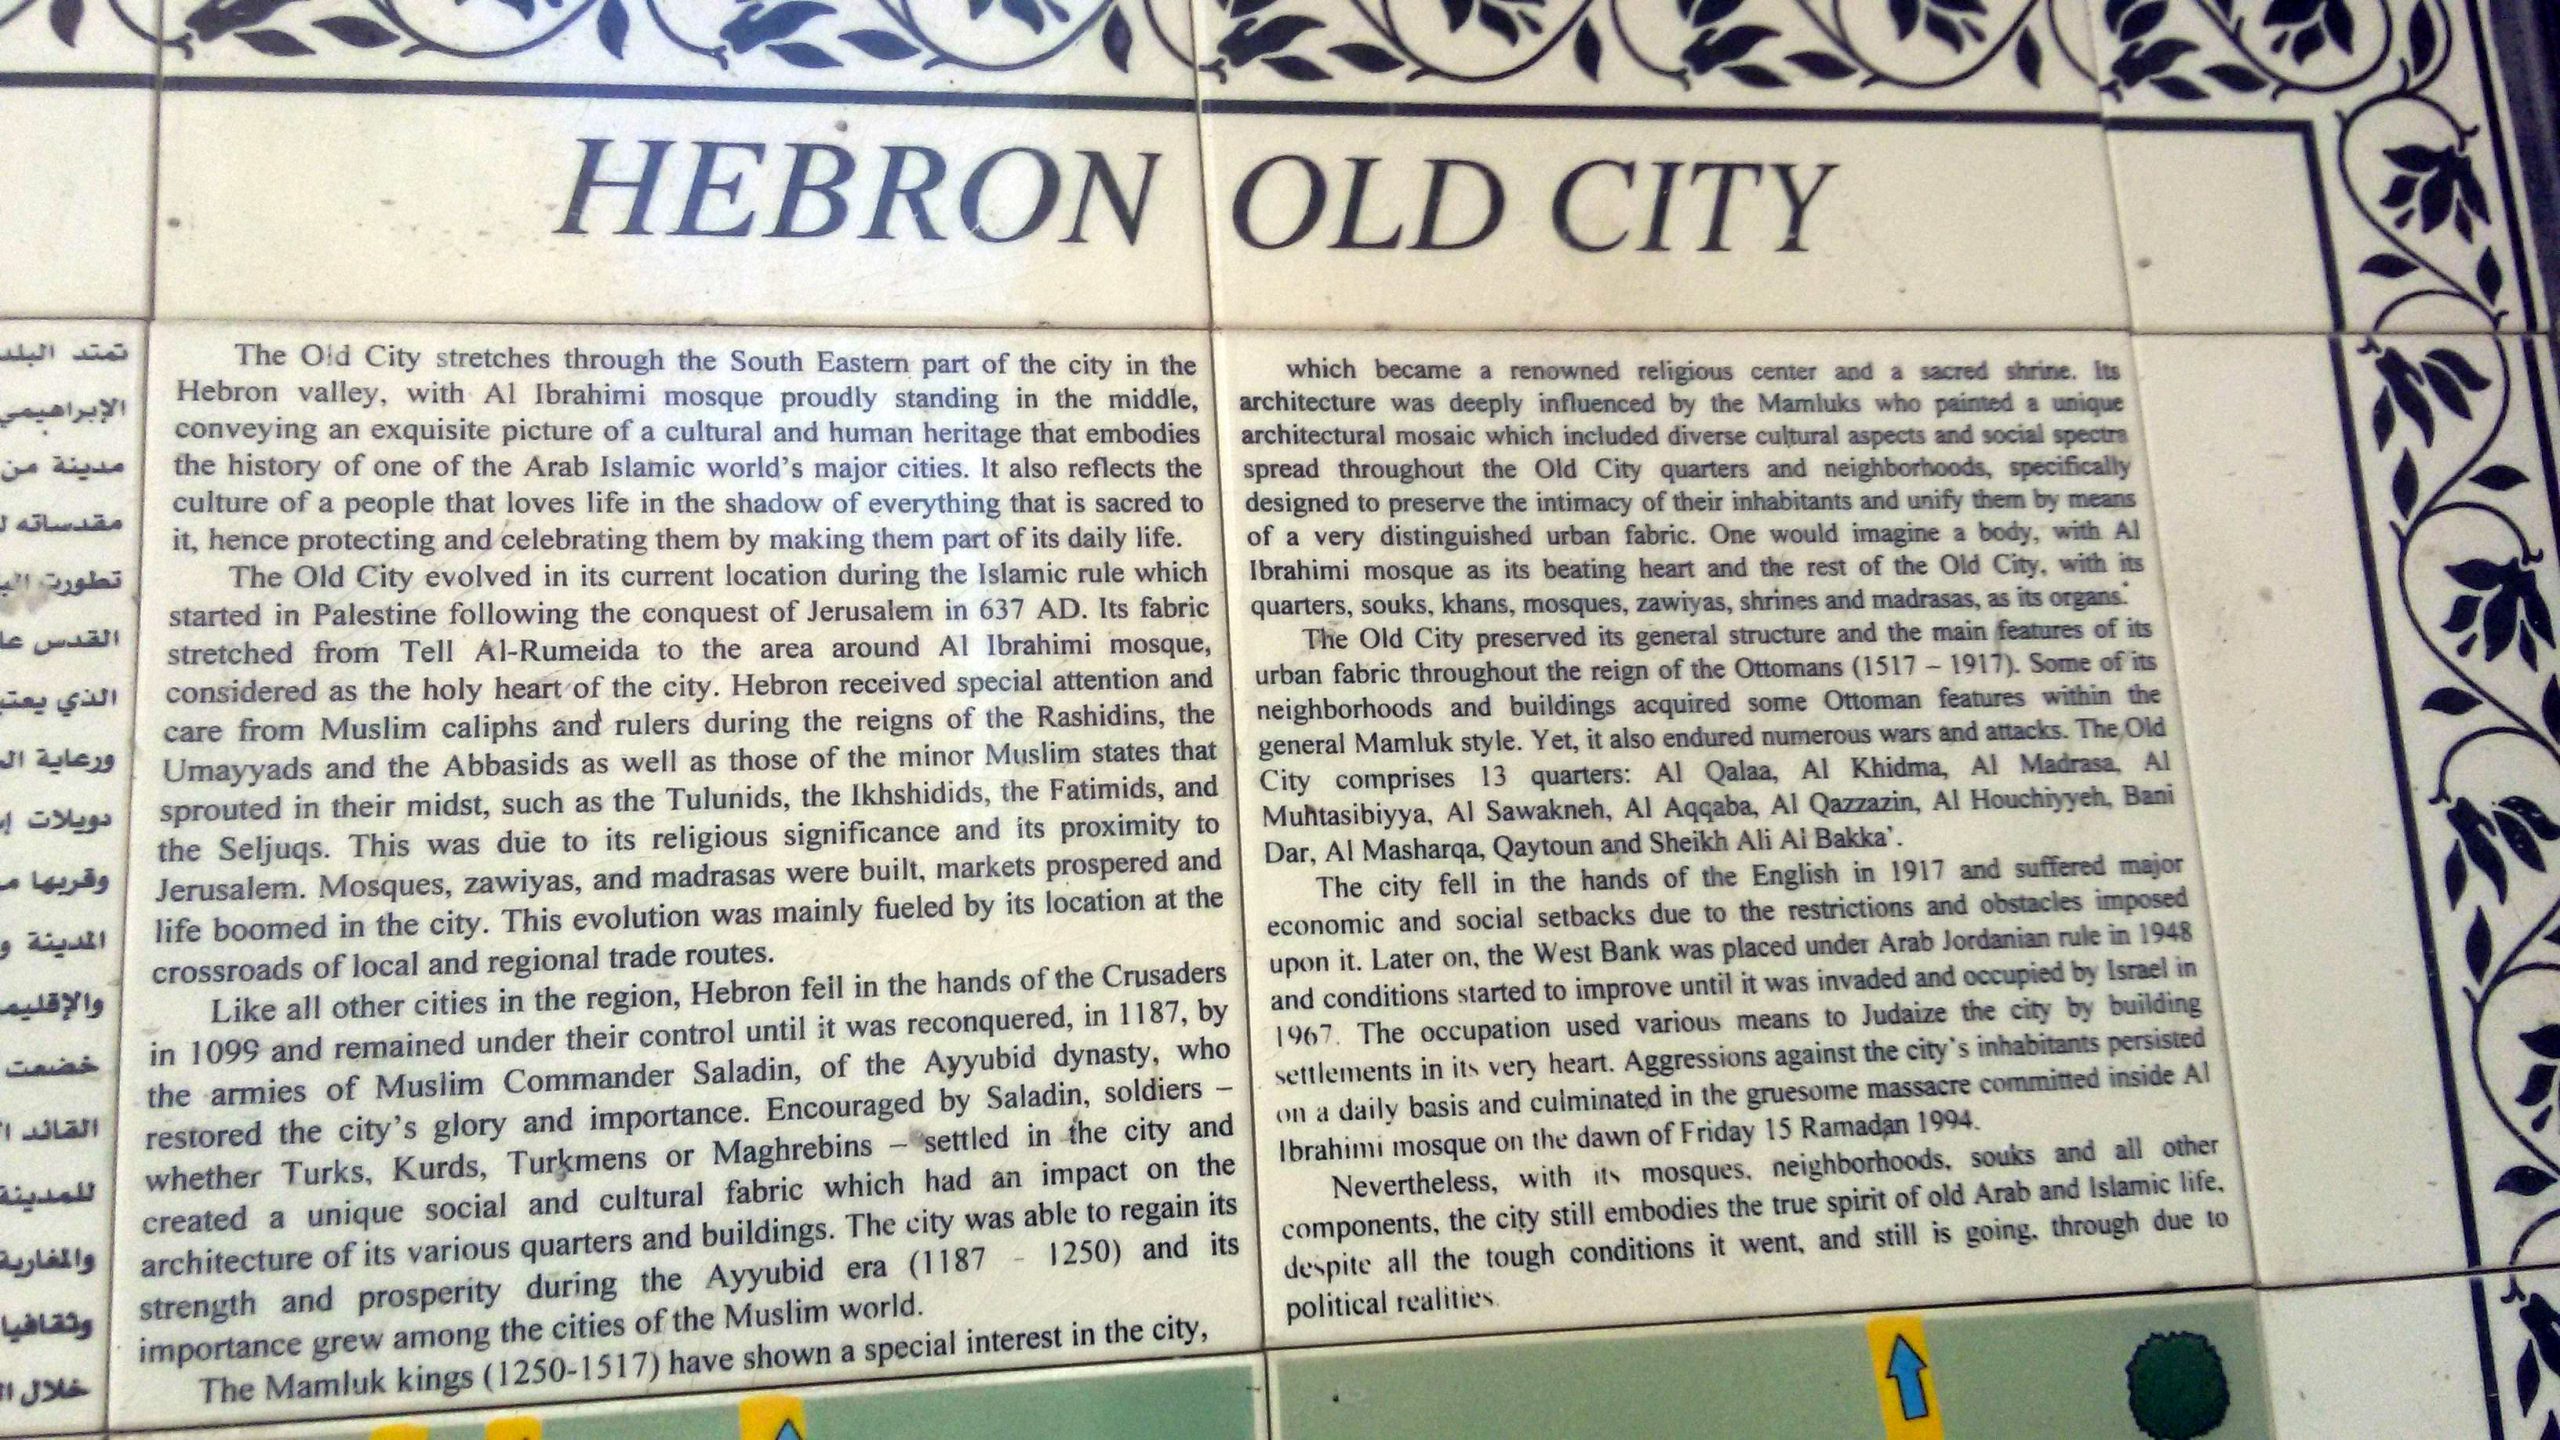 HEBRON OLD CITY
تمتد البلد
الإبراهيمي
مدينة من
مقدساته
تطورت
القدس
الذي
ورعاية
دويلات
وقربها
المدينة و
خضعت
القائد
للمدينة
والمغاربة
وثقافيا
خلال
The Old City stretches through the South Eastern part of the city in the
Hebron valley, with Al Ibrahimi mosque proudly standing in the middle,
conveying an exquisite picture of a cultural and human heritage that embodies
the history of one of the Arab Islamic world's major cities. It also reflects the
culture of a people that loves life in the shadow of everything that is sacred to
it, hence protecting and celebrating them by making them part of its daily life.
The Old City evolved in its current location during the Islamic rule which
started in Palestine following the conquest of Jerusalem in 637 AD. Its fabric
stretched from Tell Al-Rumeida to the area around Al Ibrahimi mosque,
considered as the holy heart of the city. Hebron received special attention and
care from Muslim caliphs and rulers during the reigns of the Rashidins, the
Umayyads and the Abbasids as well as those of the minor Muslim states that
sprouted in their midst, such as the Tulunids, the Ikhshidids, the Fatimids, and
the Seljuqs. This was due to its religious significance and its proximity to
Jerusalem. Mosques, zawiyas, and madrasas were built, markets prospered and
life boomed in the city. This evolution was mainly fueled by its location at the
crossroads of local and regional trade routes.
Like all other cities in the region, Hebron fell in the hands of the Crusaders
in 1099 and remained under their control until it was reconquered, in 1187, by
the armies of Muslim Commander Saladin, of the Ayyubid dynasty, who
restored the city's glory and importance. Encouraged by Saladin, soldiers –
whether Turks, Kurds, Turkmens or Maghrebins – settled in the city and
created a unique social and cultural fabric which had an impact on the
architecture of its various quarters and buildings. The city was able to regain its
strength and prosperity during the Ayyubid era (1187 - 1250) and its
importance grew among the cities of the Muslim world.
The Mamluk kings (1250-1517) have shown a special interest in the city,
which became a renowned religious center and a sacred shrine. Its
architecture was deeply influenced by the Mamluks who painted a unique
architectural mosaic which included diverse cultural aspects and social spectra
spread throughout the Old City quarters and neighborhoods, specifically
designed to preserve the intimacy of their inhabitants and unify them by means
of a very distinguished urban fabric. One would imagine a body, with Al
Ibrahimi mosque as its beating heart and the rest of the Old City, with its
quarters, souks, khans, mosques, zawiyas, shrines and madrasas, as its organs.
The Old City preserved its general structure and the main features of its
urban fabric throughout the reign of the Ottomans (1517 – 1917). Some of its
neighborhoods and buildings acquired some Ottoman features within the
general Mamluk style. Yet, it also endured numerous wars and attacks. The Old
City comprises 13 quarters: Al Qalaa, Al Khidma, Al Madrasa, Al
Muhtasibiyya, Al Sawakneh, Al Aqqaba, Al Qazzazin, Al Houchiyyeh, Bani
Dar, Al Masharqa, Qaytoun and Sheikh Ali Al Bakka'.
The city fell in the hands of the English in 1917 and suffered major
economic and social setbacks due to the restrictions and obstacles imposed
upon it. Later on, the West Bank was placed under Arab Jordanian rule in 1948
and conditions started to improve until it was invaded and occupied by Israel in
1967. The occupation used various means to Judaize the city by building
settlements in its very heart. Aggressions against the city's inhabitants persisted
on a daily basis and culminated in the gruesome massacre committed inside Al
Ibrahimi mosque on the dawn of Friday 15 Ramadan 1994.
Nevertheless, with its mosques, neighborhoods, souks and all other
components, the city still embodies the true spirit of old Arab and Islamic life,
despite all the tough conditions it went, and still is going, through due to
political realities.